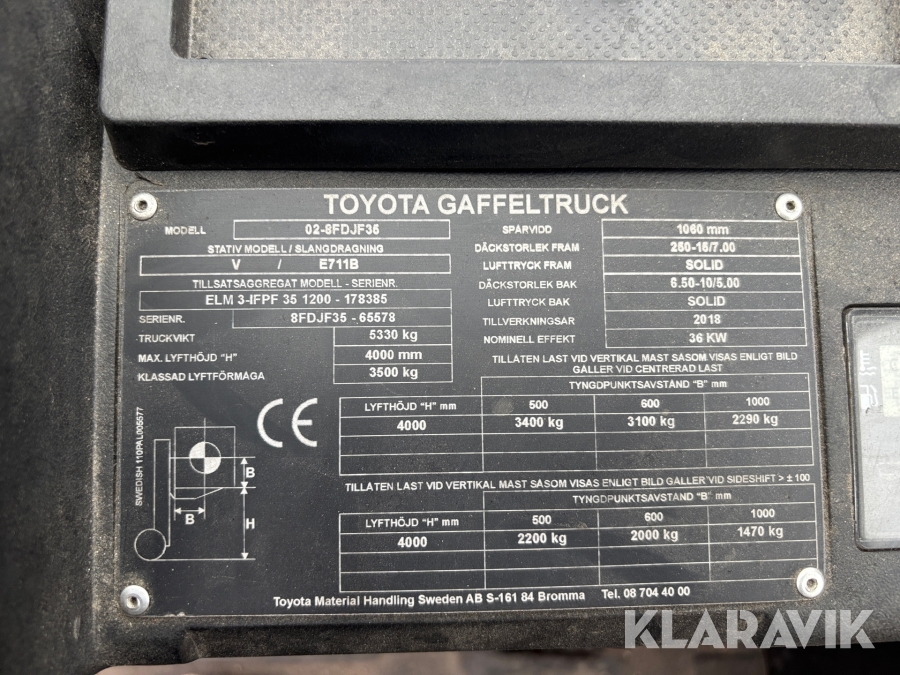 TOYOTA GAFFELTRUCK
MODELL 02-8FDJF35
STATIV MODELL / SLANGDRAGNING
V / E711B
TILLSATSAGGREGAT MODELL - SERIENR.
ELM 3-IFPF 35 1200 - 178385
SERIENR. 8FDJF35 - 65578
TRUCKVIKT 5330 kg
MAX. LYFTHÖJD "H" 4000 mm
KLASSAD LYFTFÖRMÅGA 3500 kg
SPÅRVIDD 1060 mm
DÄCKSTORLEK FRAM 250-15/7.00
LUFTTRYCK FRAM SOLID
DÄCKSTORLEK BAK 6.50-10/5.00
LUFTTRYCK BAK SOLID
TILLVERKNINGSAR 2018
NOMINELL EFFEKT 36 KW
TILLÅTEN LAST VID VERTIKAL MAST SÅSOM VISAS ENLIGT BILD
GÄLLER VID CENTRERAD LAST
TYNGDPUNKTSAVSTÅND "B" mm
LYFTHÖJD "H" mm 500 600 1000
4000 3400 kg 3100 kg 2290 kg
TILLÅTEN LAST VID VERTIKAL MAST SÅSOM VISAS ENLIGT BILD GÄLLER VID SIDESHIFT > ± 100
TYNGDPUNKTSAVSTÅND "B" mm
LYFTHÖJD "H" mm 500 600 1000
4000 2200 kg 2000 kg 1470 kg
CE
SWEDISH 110PAL005577
B
B
H
Toyota Material Handling Sweden AB S-161 84 Bromma Tel. 08 704 40 00
KLARAVIK